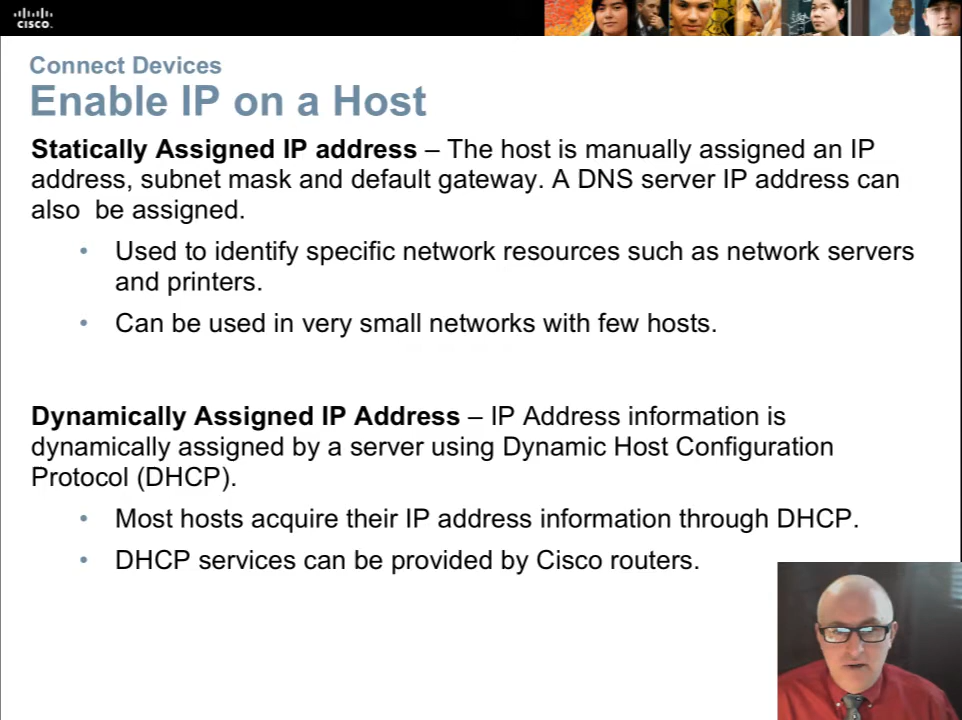 CISCO
Connect Devices
Enable IP on a Host
Statically Assigned IP address – The host is manually assigned an IP
address, subnet mask and default gateway. A DNS server IP address can
also  be assigned.
• Used to identify specific network resources such as network servers
and printers.
• Can be used in very small networks with few hosts.
Dynamically Assigned IP Address – IP Address information is
dynamically assigned by a server using Dynamic Host Configuration
Protocol (DHCP).
• Most hosts acquire their IP address information through DHCP.
• DHCP services can be provided by Cisco routers.